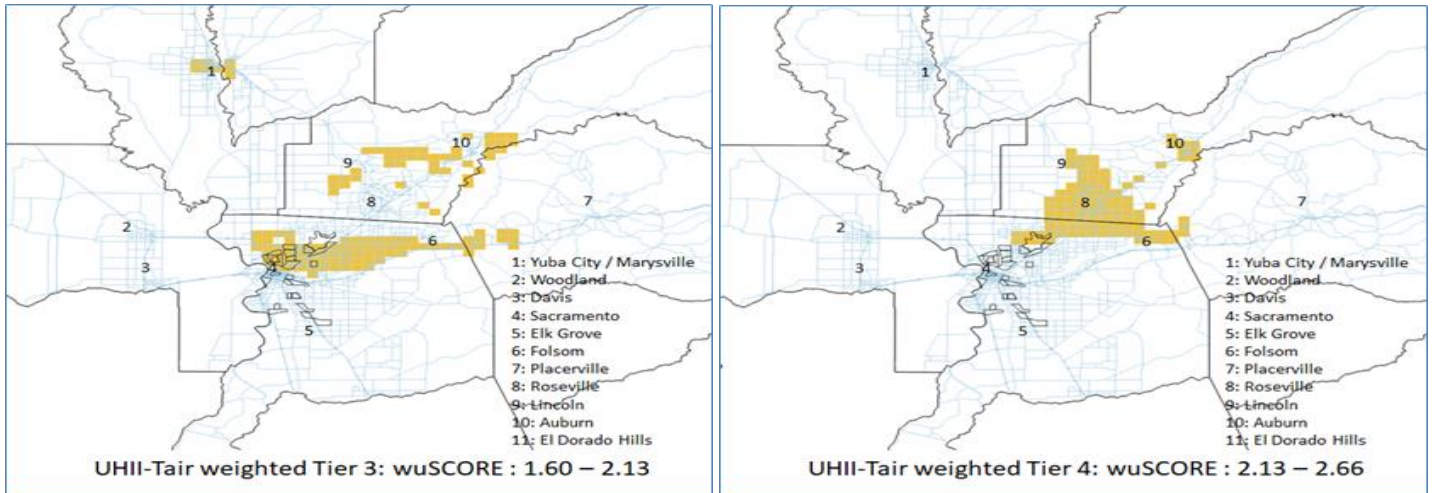 1
10
9
8
7
2
6
3
4
5
1: Yuba City / Marysville
2: Woodland
3: Davis
4: Sacramento
5: Elk Grove
6: Folsom
7: Placerville
8: Roseville
9: Lincoln
10: Auburn
11: El Dorado Hills
UHII-Tair weighted Tier 3: wuSCORE : 1.60 – 2.13
1
10
9
8
7
2
6
3
4
5
1: Yuba City / Marysville
2: Woodland
3: Davis
4: Sacramento
5: Elk Grove
6: Folsom
7: Placerville
8: Roseville
9: Lincoln
10: Auburn
11: El Dorado Hills
UHII-Tair weighted Tier 4: wuSCORE : 2.13 – 2.66